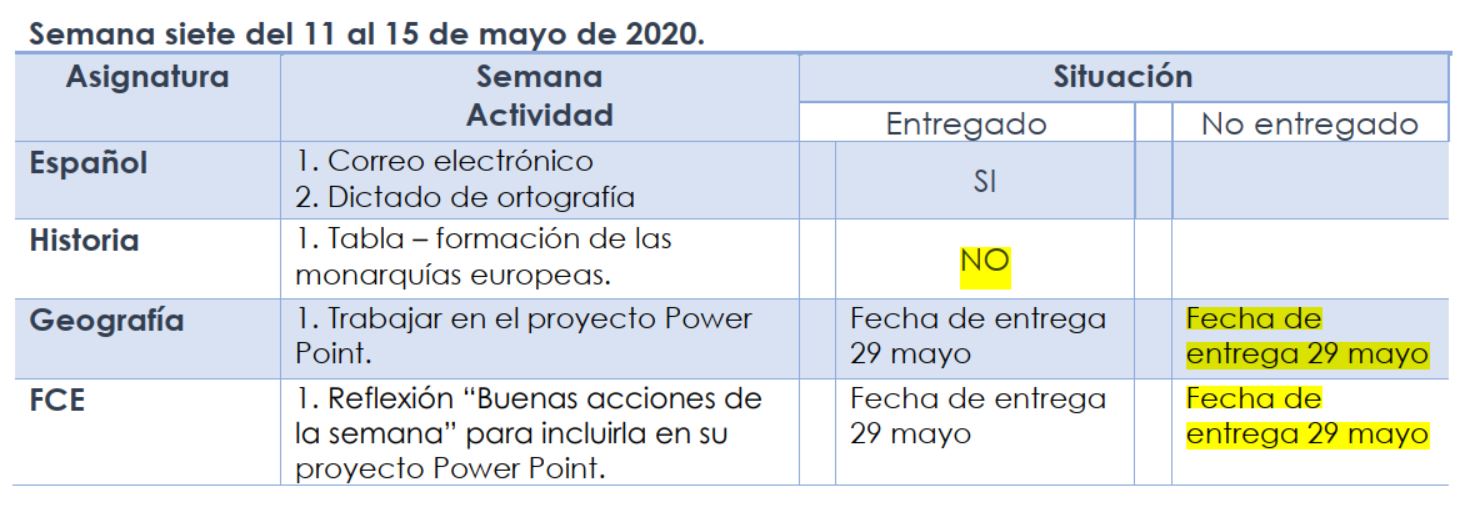 Semana siete del 11 al 15 de mayo de 2020.
Asignatura
Semana
Actividad
Situación
Entregado
No entregado
Español
1. Correo electrónico
2. Dictado de ortografía
SI
Historia
1. Tabla – formación de las
monarquías europeas.
NO
Geografía
1. Trabajar en el proyecto Power
Point.
Fecha de entrega
29 mayo
Fecha de
entrega 29 mayo
FCE
1. Reflexión “Buenas acciones de
la semana” para incluirla en su
proyecto Power Point.
Fecha de entrega
29 mayo
Fecha de
entrega 29 mayo